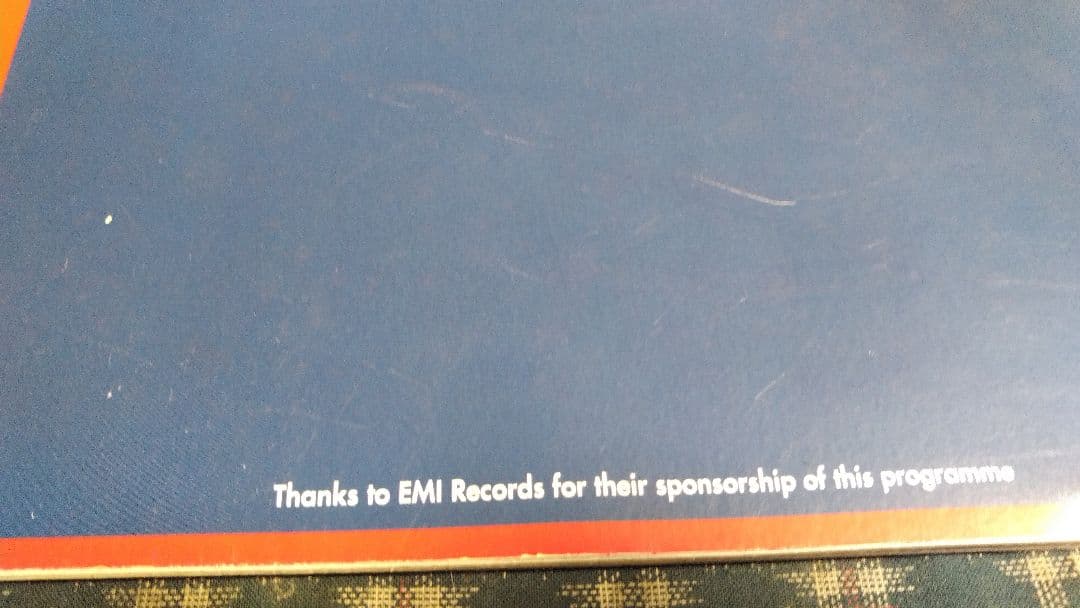 Thanks to EMI Records for their sponsorship of this programme